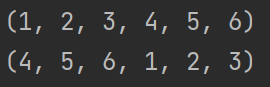 (1, 2, 3, 4, 5, 6)
(4, 5, 6, 1, 2, 3)